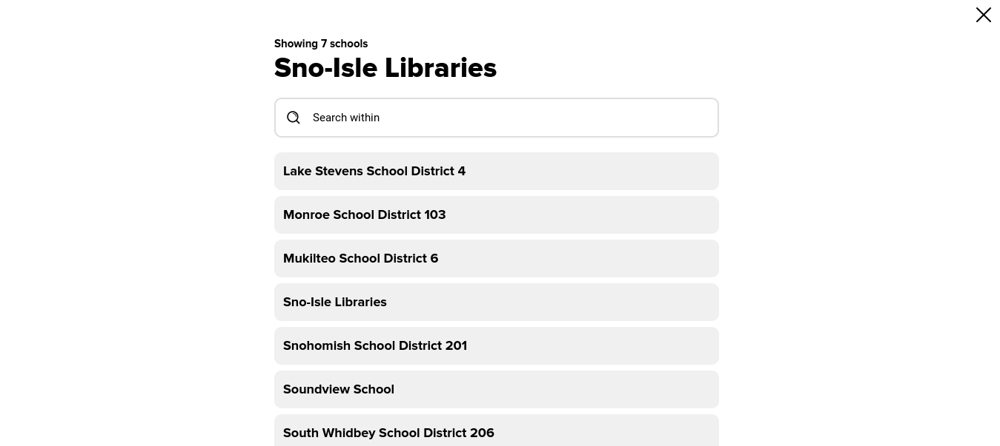 Showing 7 schools
Sno-Isle Libraries
Search within
Lake Stevens School District 4
Monroe School District 103
Mukilteo School District 6
Sno-Isle Libraries
Snohomish School District 201
Soundview School
South Whidbey School District 206